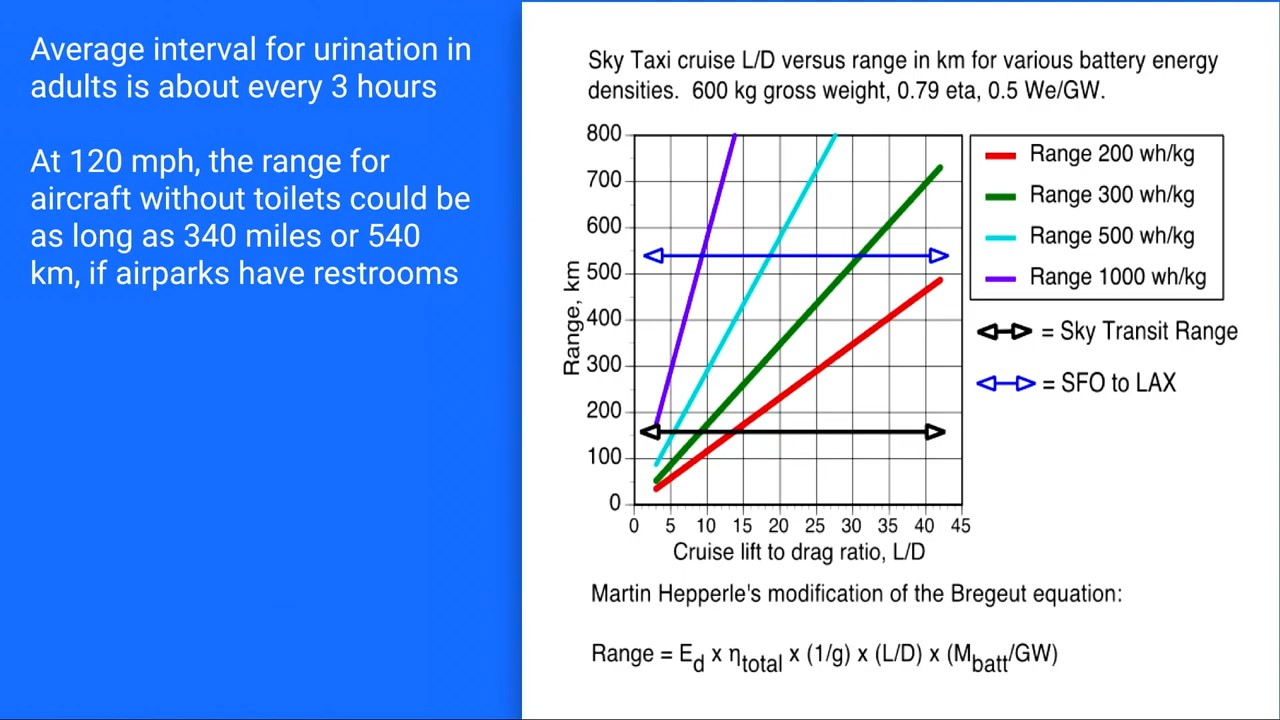 Average interval for urination in
adults is about every 3 hours
At 120 mph, the range for
aircraft without toilets could be
as long as 340 miles or 540
km, if airparks have restrooms
Sky Taxi cruise L/D versus range in km for various battery energy
densities. 600 kg gross weight, 0.79 eta, 0.5 We/GW.
800
700
600
500
400
300
200
100
0
Range, km
0 5 10 15 20 25 30 35 40 45
Cruise lift to drag ratio, L/D
Range 200 wh/kg
Range 300 wh/kg
Range 500 wh/kg
Range 1000 wh/kg
= Sky Transit Range
= SFO to LAX
Martin Hepperle's modification of the Bregeut equation:
Range = Ed x ηtotal x (1/g) x (L/D) x (Mbatt/GW)